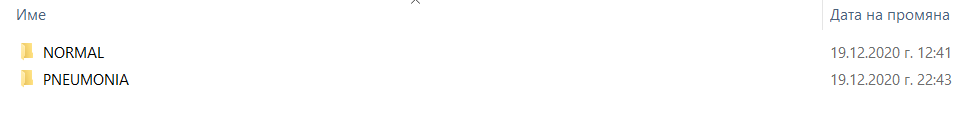 Име Дата на промяна
NORMAL 19.12.2020 г. 12:41
PNEUMONIA 19.12.2020 г. 22:43